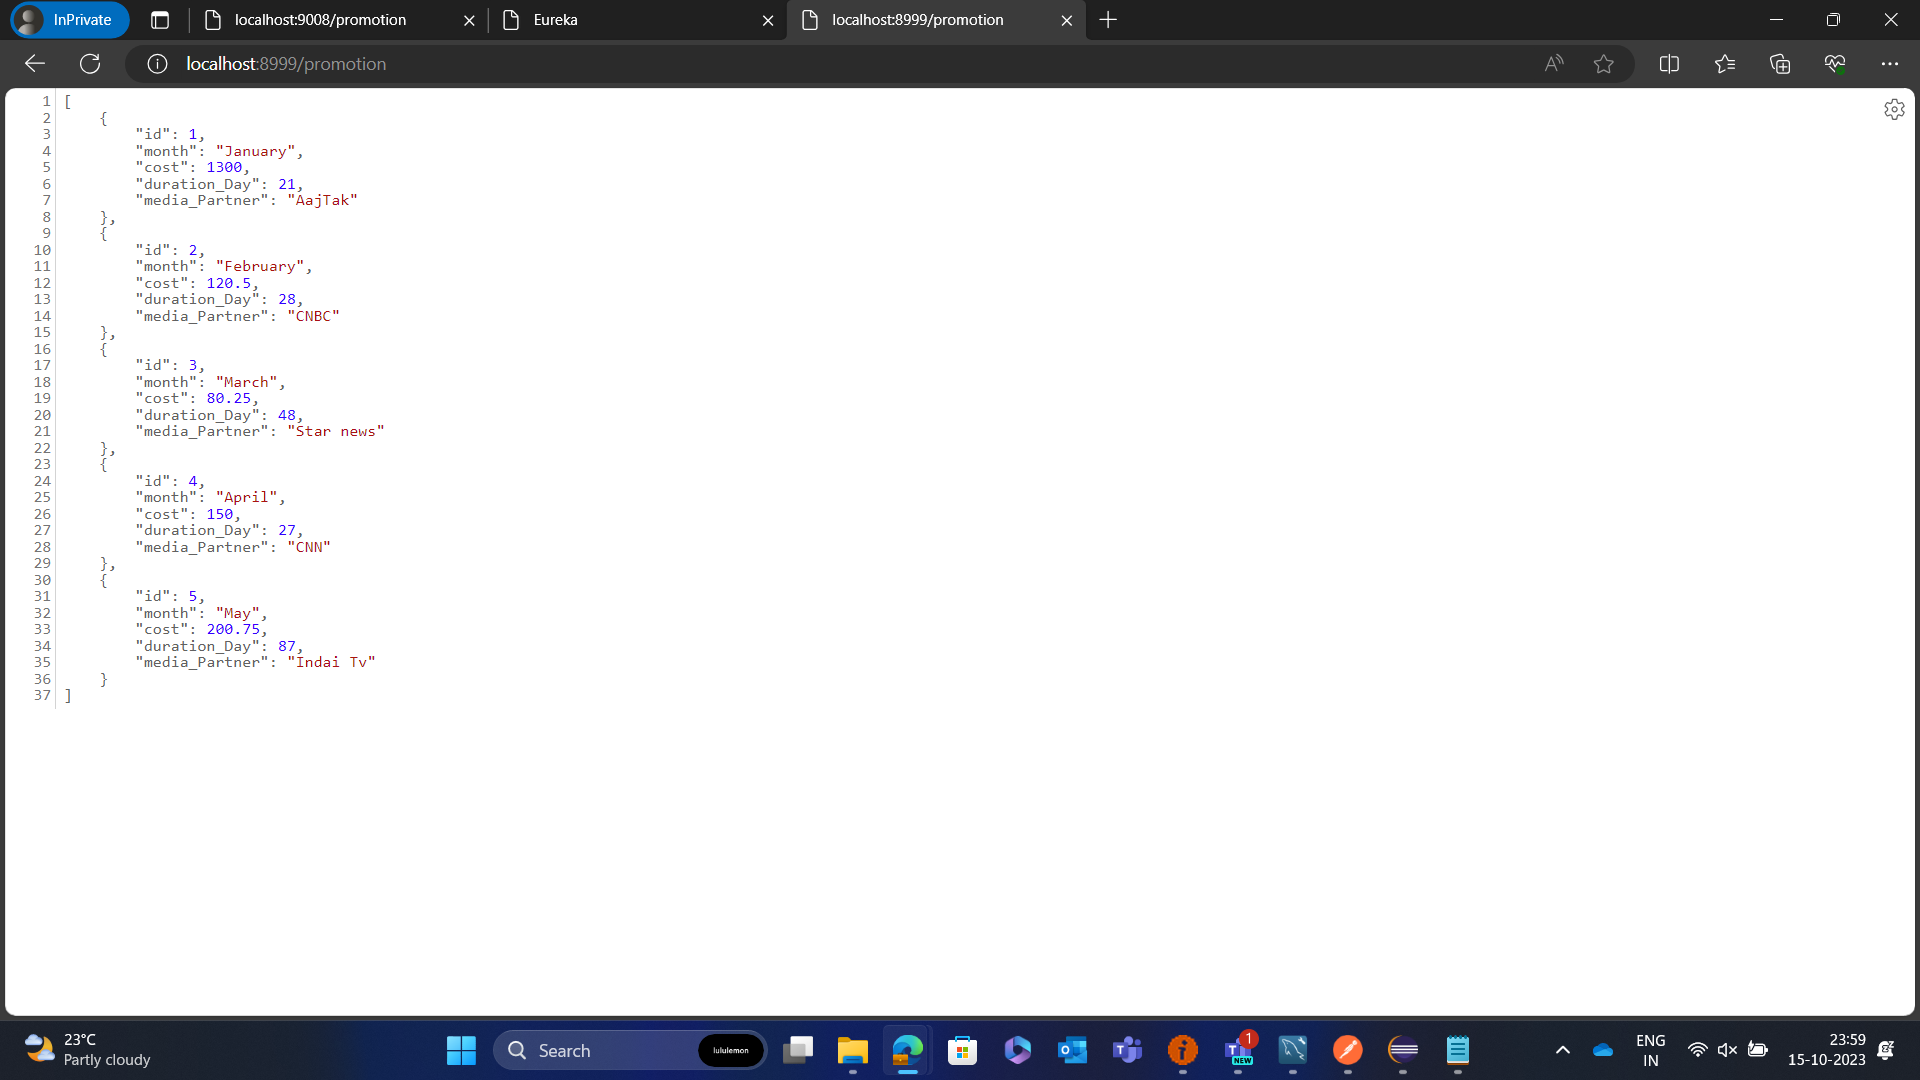 InPrivate
localhost:9008/promotion
Eureka
localhost:8999/promotion
localhost:8999/promotion
1 [
2 {
3 "id": 1,
4 "month": "January",
5 "cost": 1300,
6 "duration_Day": 21,
7 "media_Partner": "AajTak"
8 },
9 {
10 "id": 2,
11 "month": "February",
12 "cost": 120.5,
13 "duration_Day": 28,
14 "media_Partner": "CNBC"
15 },
16 {
17 "id": 3,
18 "month": "March",
19 "cost": 80.25,
20 "duration_Day": 48,
21 "media_Partner": "Star news"
22 },
23 {
24 "id": 4,
25 "month": "April",
26 "cost": 150,
27 "duration_Day": 27,
28 "media_Partner": "CNN"
29 },
30 {
31 "id": 5,
32 "month": "May",
33 "cost": 200.75,
34 "duration_Day": 87,
35 "media_Partner": "Indai Tv"
36 }
37 ]
23°C
Partly cloudy
Search
lululemon
1
NEW
ENG
IN
23:59
15-10-2023